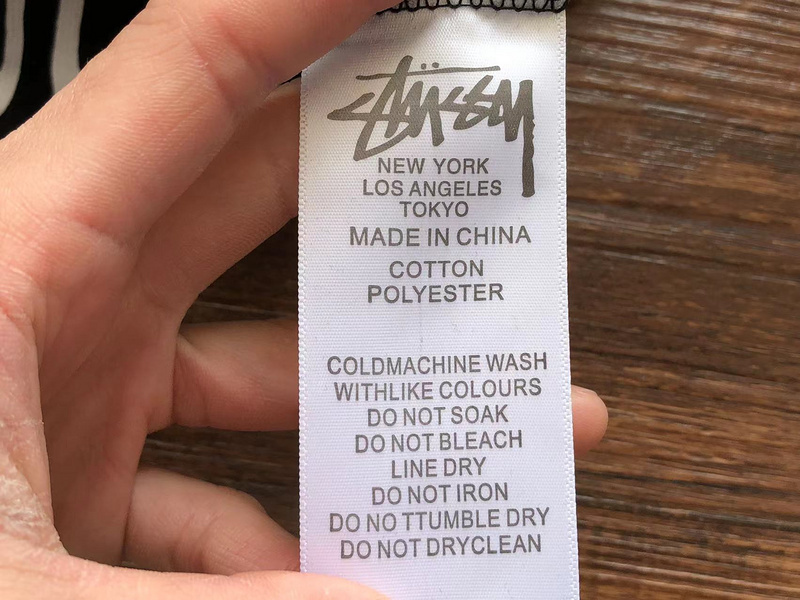 Stüssy
NEW YORK
LOS ANGELES
TOKYO
MADE IN CHINA
COTTON
POLYESTER
COLDMACHINE WASH
WITHLIKE COLOURS
DO NOT SOAK
DO NOT BLEACH
LINE DRY
DO NOT IRON
DO NO TTUMBLE DRY
DO NOT DRYCLEAN